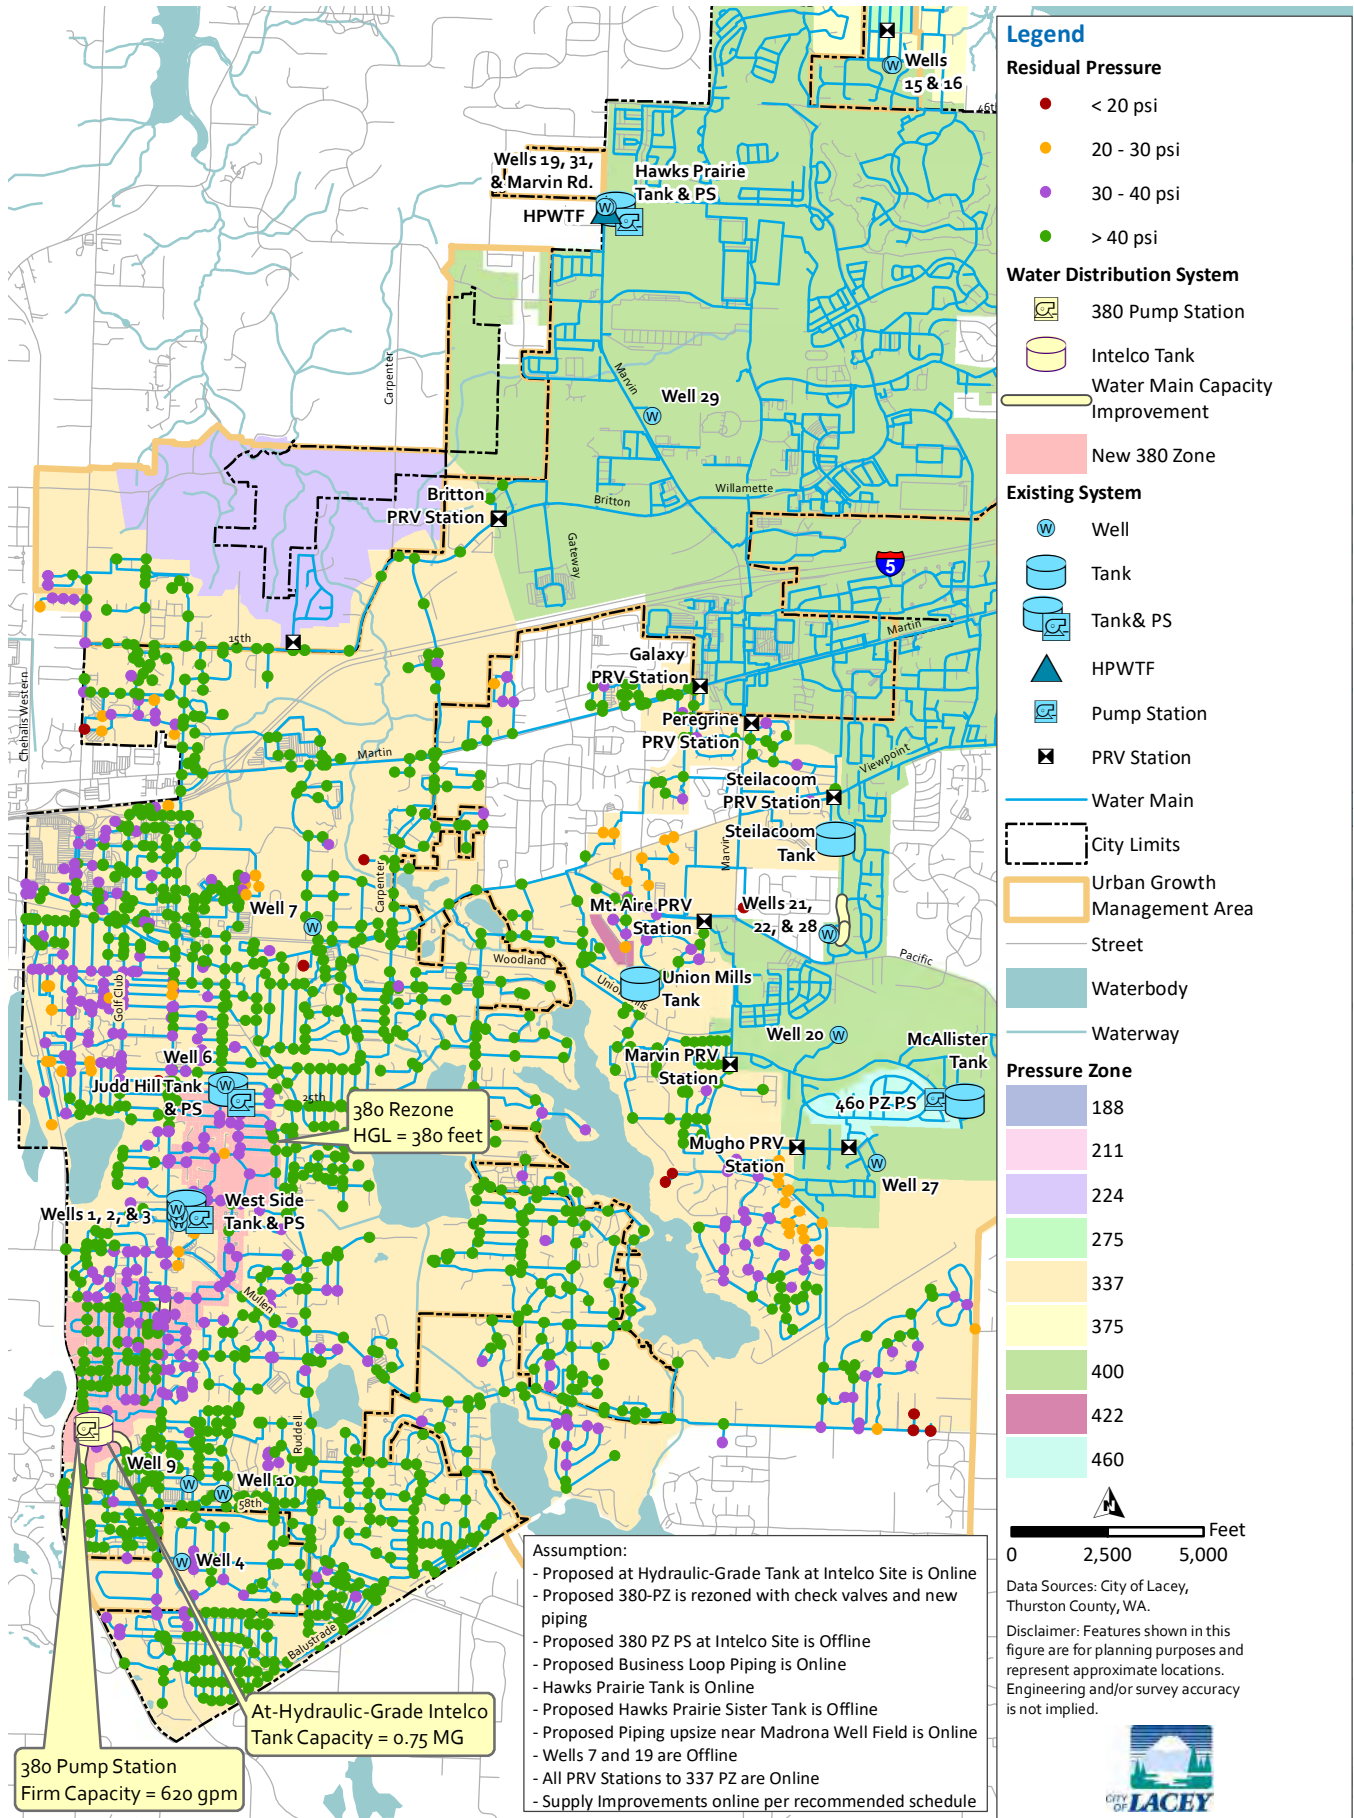 Wells
15 & 16
46th
Wells 19, 31,
& Marvin Rd.
Hawks Prairie
Tank & PS
HPWTF
Carpenter
Marvin
Well 29
Willamette
Britton
Britton
PRV Station
Gateway
5
15th
Martin
Galaxy
PRV Station
Chehalis Western
Peregrine
PRV Station
Martin
Viewpoint
Steilacoom
PRV Station
Steilacoom
Tank
Marvin
Carpenter
Well 7
Mt. Aire PRV
Station
Wells 21,
22, & 28
Pacific
Woodland
Golf Club
Union Mills
Union Mills
Tank
Well 20
McAllister
Tank
Well 6
Marvin PRV
Station
Judd Hill Tank
& PS
25th
460 PZ PS
380 Rezone
HGL = 380 feet
Mugho PRV
Station
Well 27
Wells 1, 2, & 3
West Side
Tank & PS
Mullen
Ruddell
Well 9
Well 10
58th
Well 4
Balustrade
At-Hydraulic-Grade Intelco
Tank Capacity = 0.75 MG
380 Pump Station
Firm Capacity = 620 gpm
Assumption:
- Proposed at Hydraulic-Grade Tank at Intelco Site is Online
- Proposed 380-PZ is rezoned with check valves and new
piping
- Proposed 380 PZ PS at Intelco Site is Offline
- Proposed Business Loop Piping is Online
- Hawks Prairie Tank is Online
- Proposed Hawks Prairie Sister Tank is Offline
- Proposed Piping upsize near Madrona Well Field is Online
- Wells 7 and 19 are Offline
- All PRV Stations to 337 PZ are Online
- Supply Improvements online per recommended schedule
Legend
Residual Pressure
< 20 psi
20 - 30 psi
30 - 40 psi
> 40 psi
Water Distribution System
380 Pump Station
Intelco Tank
Water Main Capacity
Improvement
New 380 Zone
Existing System
W Well
Tank
Tank& PS
HPWTF
Pump Station
PRV Station
Water Main
City Limits
Urban Growth
Management Area
Street
Waterbody
Waterway
Pressure Zone
188
211
224
275
337
375
400
422
460
N
Feet
0 2,500 5,000
Data Sources: City of Lacey,
Thurston County, WA.
Disclaimer: Features shown in this
figure are for planning purposes and
represent approximate locations.
Engineering and/or survey accuracy
is not implied.
CITY OF LACEY